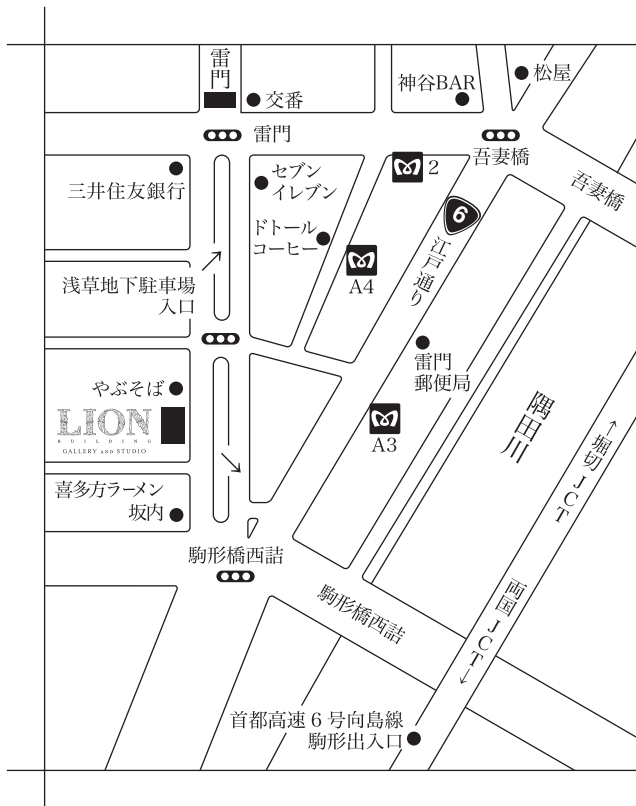 雷門
交番
神谷BAR
松屋
雷門
吾妻橋
吾妻橋
三井住友銀行
セブン
イレブン
2
6
ドトール
コーヒー
江戸通り
A4
浅草地下駐車場
入口
雷門
郵便局
やぶそば
LION
BUILDING
GALLERY AND STUDIO
A3
隅田川
←堀切JCT
喜多方ラーメン
坂内
駒形橋西詰
駒形橋西詰
両国JCT→
首都高速6号向島線
駒形出入口